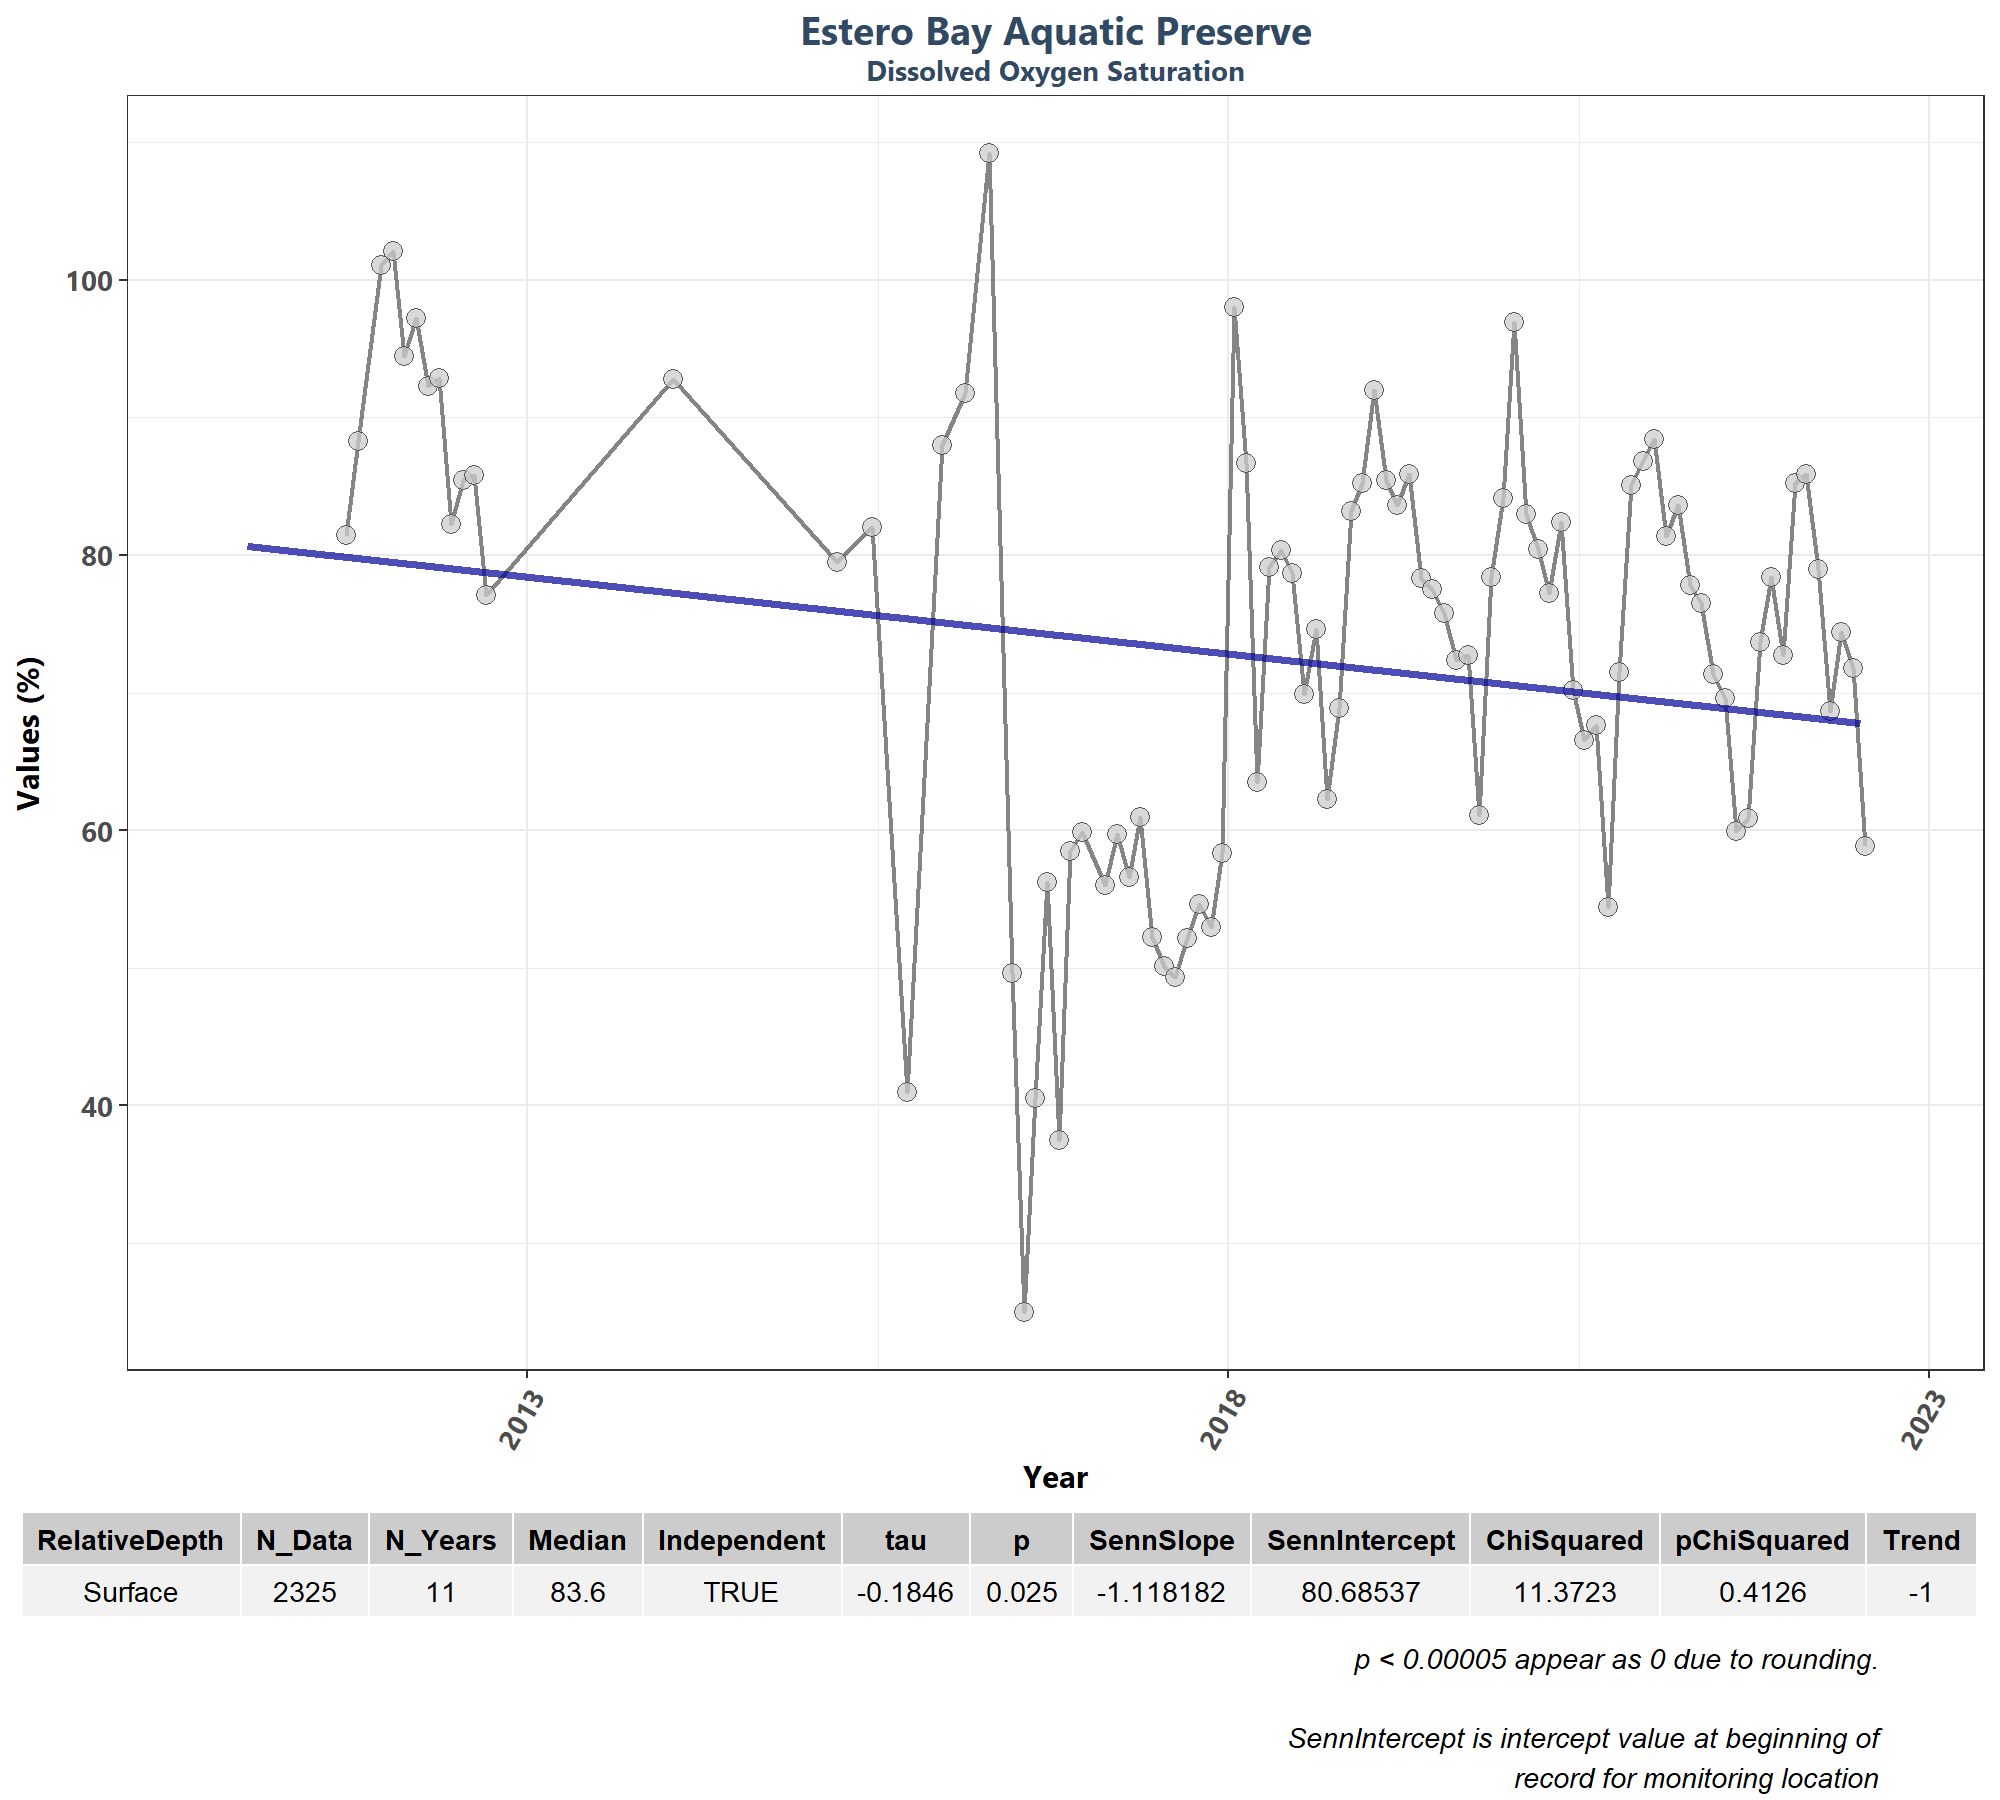 Estero Bay Aquatic Preserve
Dissolved Oxygen Saturation
Values (%)
100
80
60
40
2013
2018
2023
Year
RelativeDepth N_Data N_Years Median Independent tau p SennSlope SennIntercept ChiSquared pChiSquared Trend
Surface 2325 11 83.6 TRUE -0.1846 0.025 -1.118182 80.68537 11.3723 0.4126 -1
p < 0.00005 appear as 0 due to rounding.
SennIntercept is intercept value at beginning of
record for monitoring location